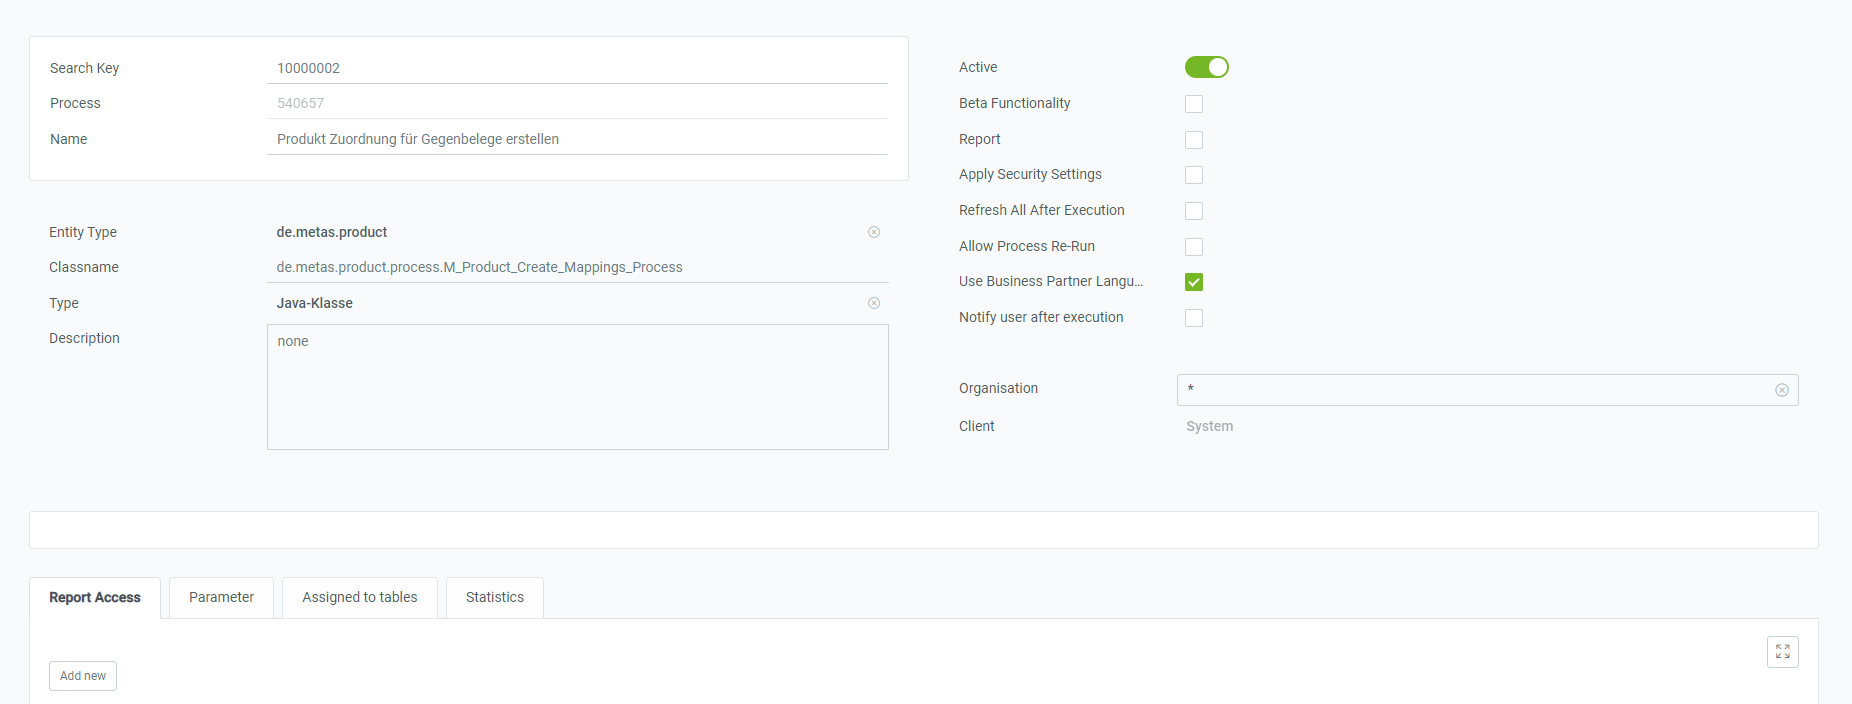 Search Key 10000002
Process 540657
Name Produkt Zuordnung für Gegenbelege erstellen
Entity Type de.metas.product
Classname de.metas.product.process.M_Product_Create_Mappings_Process
Type Java-Klasse
Description none
Active
Beta Functionality
Report
Apply Security Settings
Refresh All After Execution
Allow Process Re-Run
Use Business Partner Langu...
Notify user after execution
Organisation *
Client System
Report Access Parameter Assigned to tables Statistics
Add new